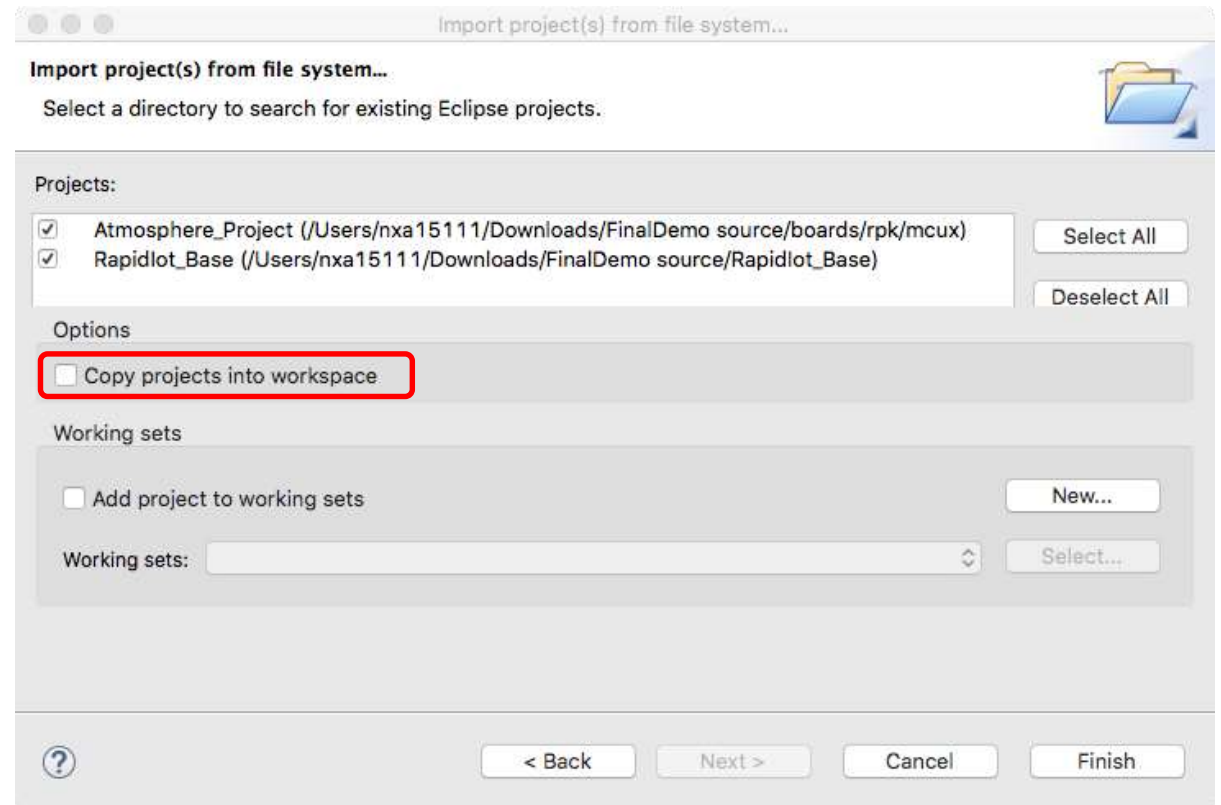 Import project(s) from file system...
Import project(s) from file system...
Select a directory to search for existing Eclipse projects.
Projects:
Atmosphere_Project (/Users/nxa15111/Downloads/FinalDemo source/boards/rpk/mcux)
RapidIot_Base (/Users/nxa15111/Downloads/FinalDemo source/RapidIot_Base)
Select All
Deselect All
Options
Copy projects into workspace
Working sets
Add project to working sets
New...
Working sets:
Select...
?
< Back
Next >
Cancel
Finish